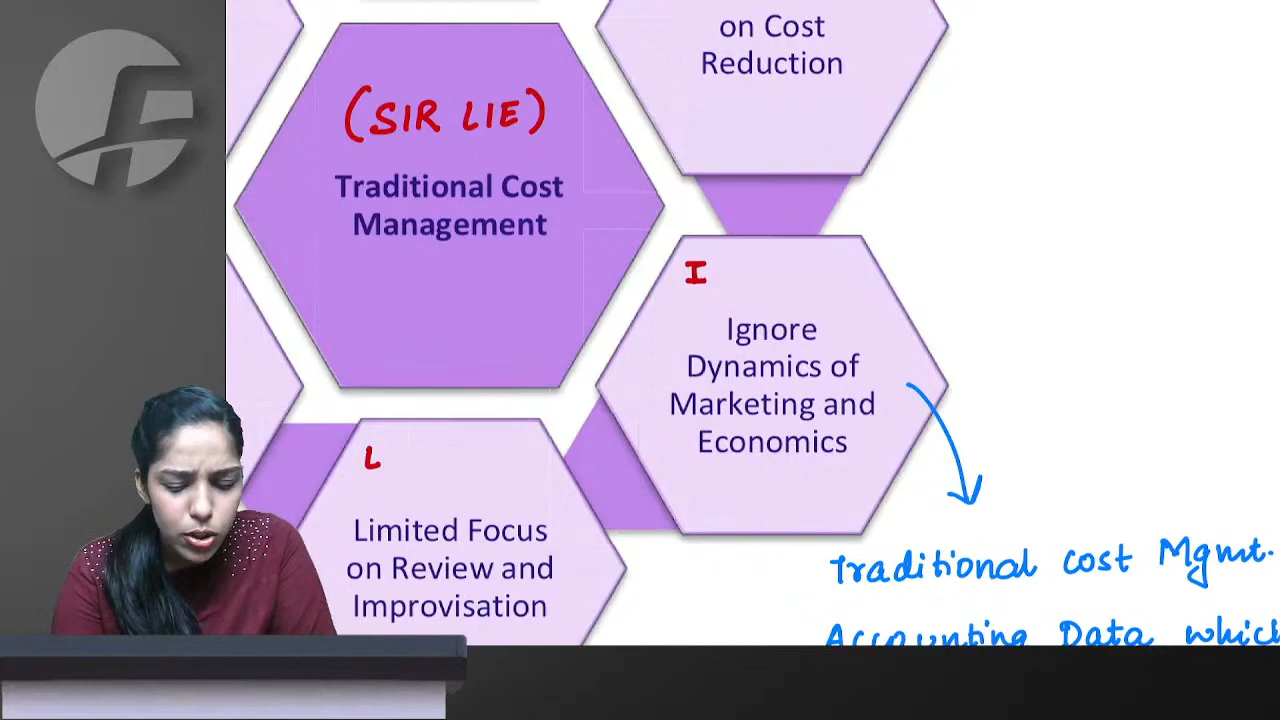 on Cost
Reduction
(SIR LIE)
Traditional Cost
Management
I
Ignore
Dynamics of
Marketing and
Economics
L
Limited Focus
on Review and
Improvisation
Traditional cost Mgmt.
Accounting Data which